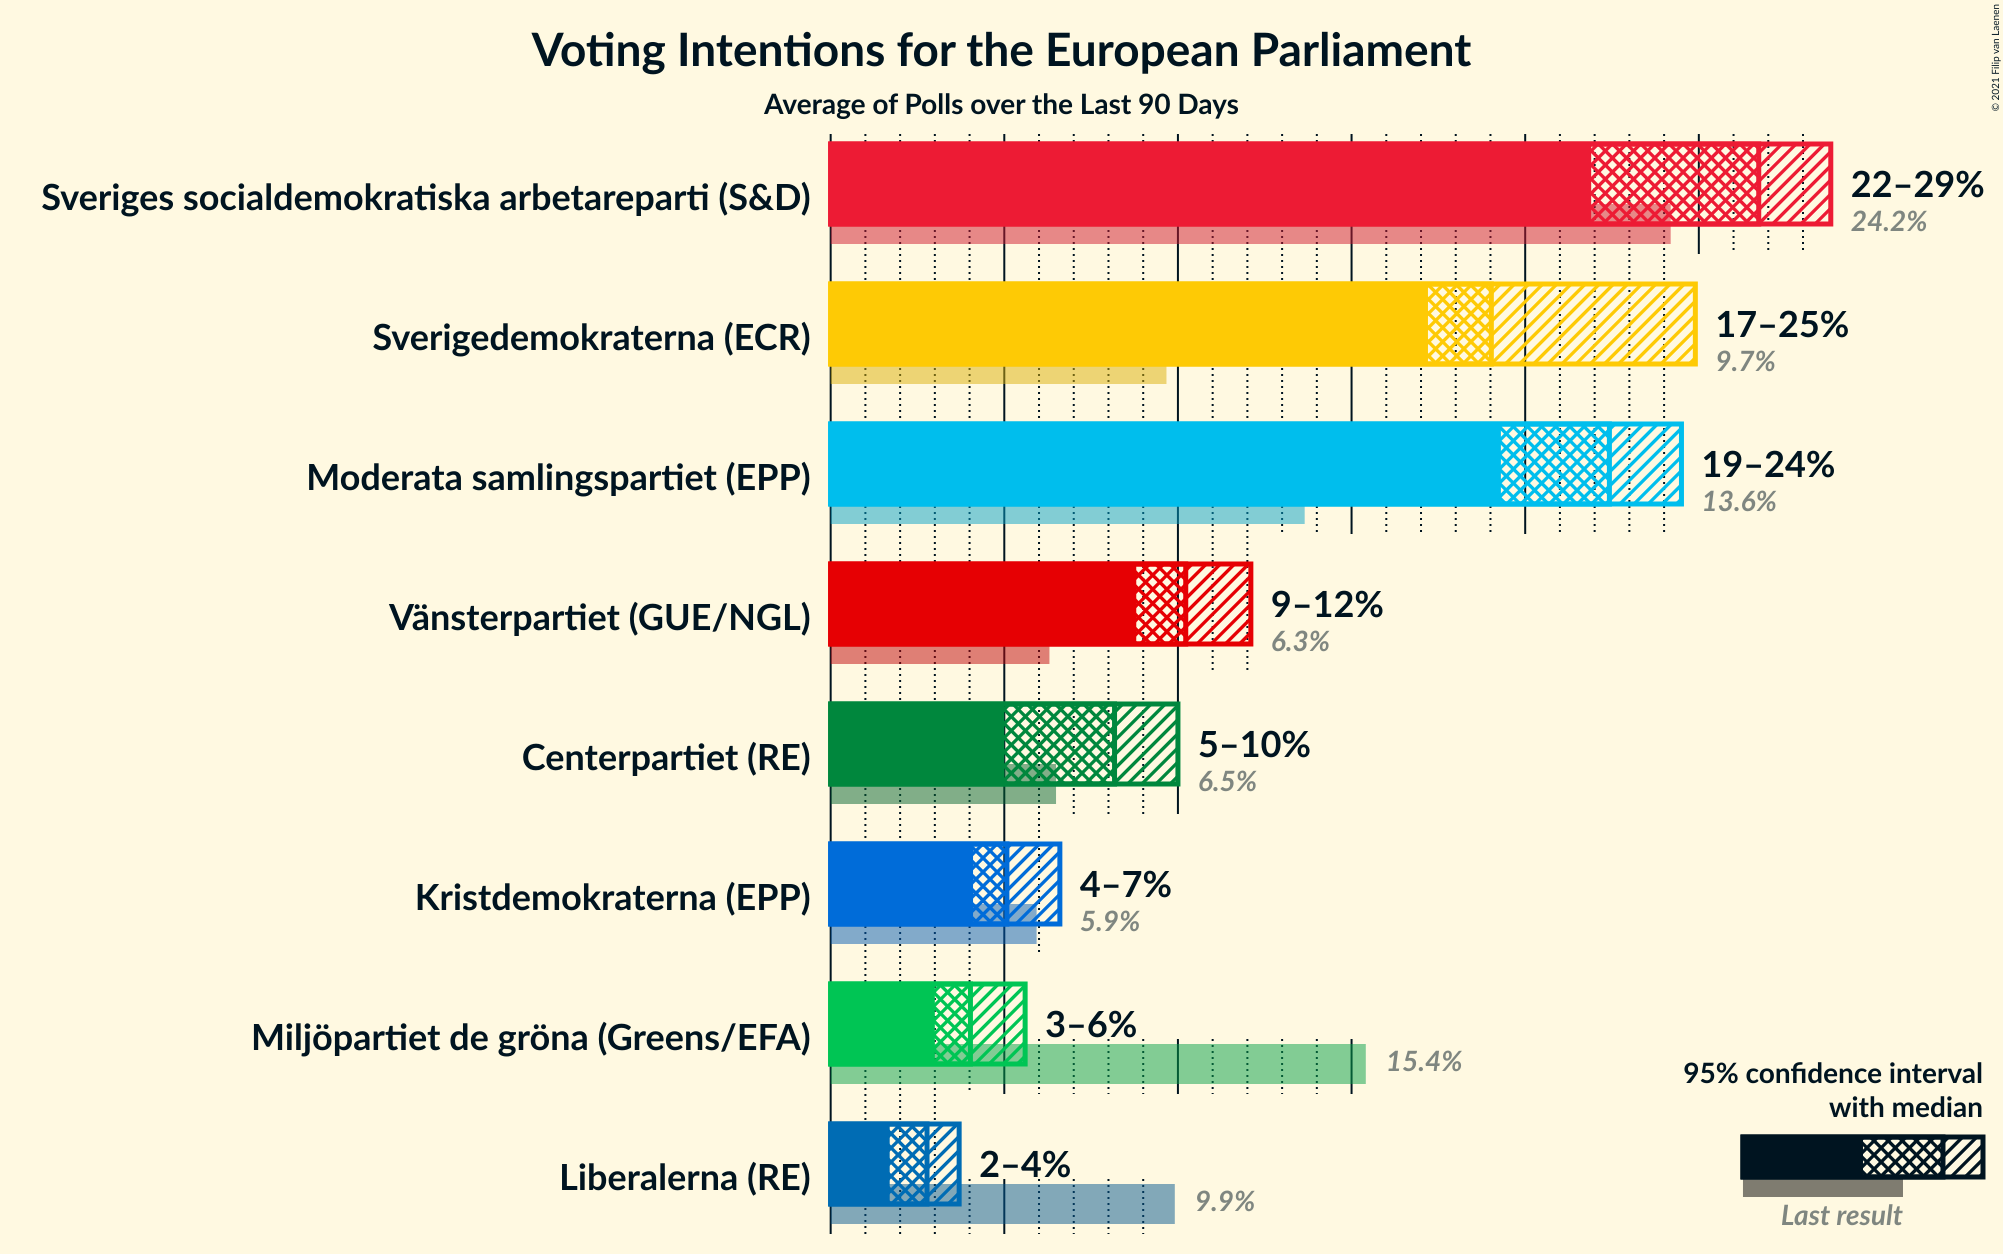 Voting Intentions for the European Parliament
Average of Polls over the Last 90 Days
© 2021 Filip van Laenen
Sveriges socialdemokratiska arbetareparti (S&D)
22–29%
24.2%
Sverigedemokraterna (ECR)
17–25%
9.7%
Moderata samlingspartiet (EPP)
19–24%
13.6%
Vänsterpartiet (GUE/NGL)
9–12%
6.3%
Centerpartiet (RE)
5–10%
6.5%
Kristdemokraterna (EPP)
4–7%
5.9%
Miljöpartiet de gröna (Greens/EFA)
3–6%
15.4%
Liberalerna (RE)
2–4%
9.9%
95% confidence interval
with median
Last result